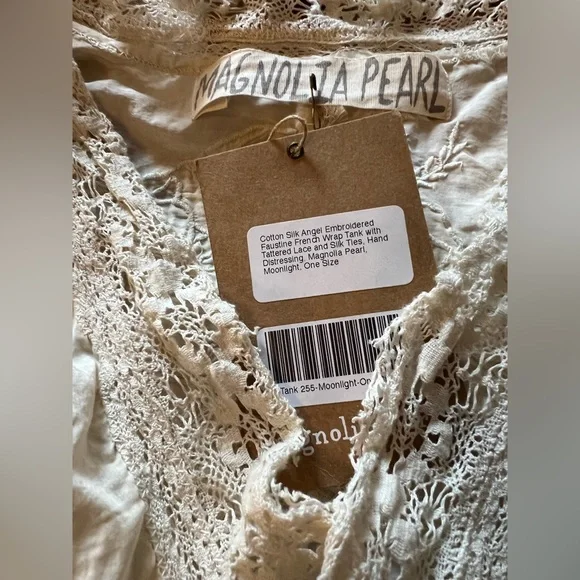 MAGNOLIA PEARL
Cotton Silk Angel Embroidered
Faustine French Wrap Tank with
Tattered Lace and Silk Ties, Hand
Distressing, Magnolia Pearl,
Moonlight, One Size
Tank 255-Moonlight-On
gnoli